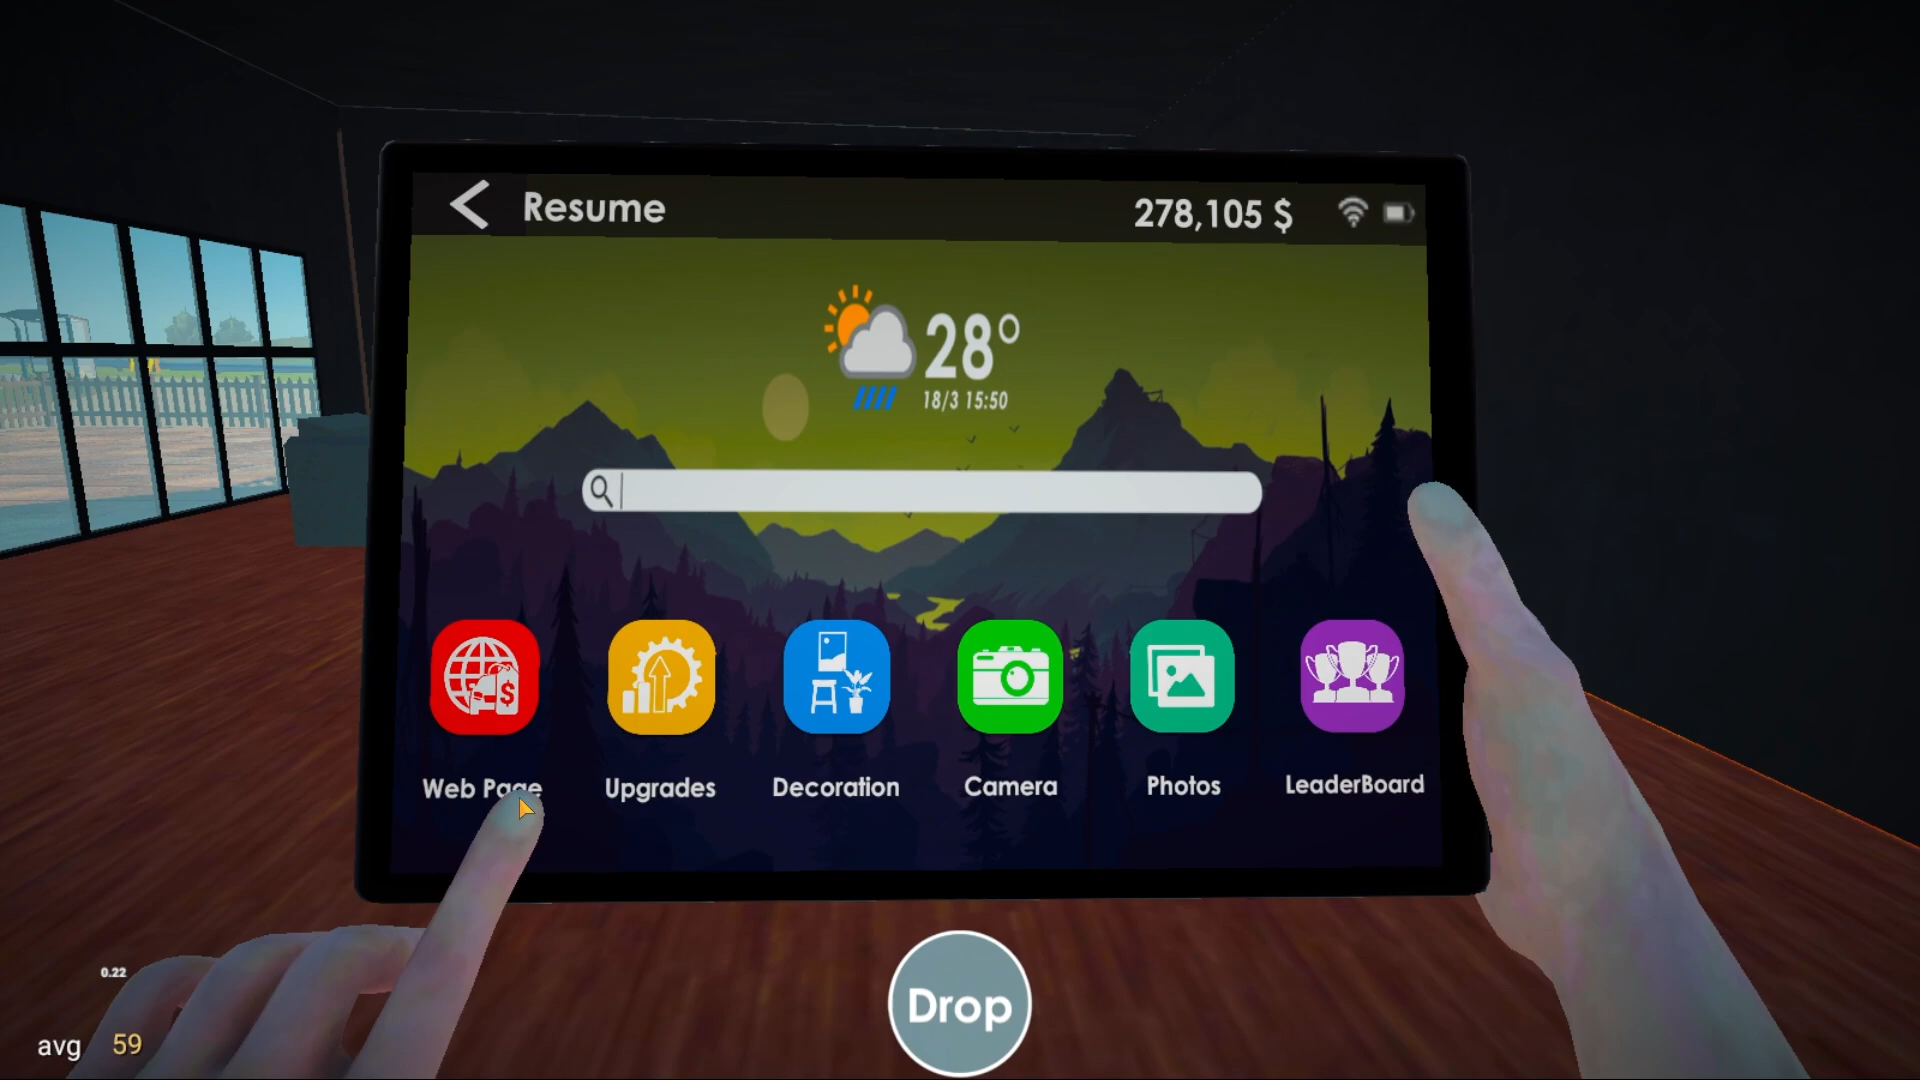 Resume
278,105 $
28°
18/3 15:50
$
Web Page
Upgrades
Decoration
Camera
Photos
LeaderBoard
0.22
avg 59
Drop